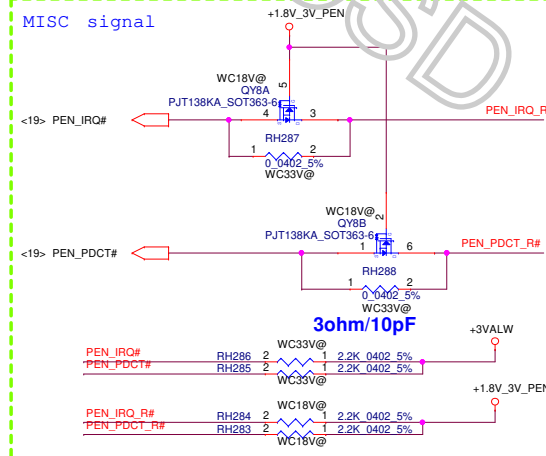 MISC signal
+1.8V_3V_PEN
WC18V@
QY8A
PJT138KA_SOT363-6
5
4
3
<19> PEN_IRQ#
PEN_IRQ_R
RH287
1
2
0_0402_5%
WC33V@
WC18V@
2
QY8B
PJT138KA_SOT363-6
1
6
<19> PEN_PDCT#
PEN_PDCT_R#
RH288
1
2
0_0402_5%
WC33V@
3ohm/10pF
+3VALW
WC33V@
PEN_IRQ# RH286 2 1 2.2K_0402_5%
PEN_PDCT# RH285 2 1 2.2K_0402_5%
WC33V@
+1.8V_3V_PEN
WC18V@
PEN_IRQ_R# RH284 2 1 2.2K_0402_5%
PEN_PDCT_R# RH283 2 1 2.2K_0402_5%
WC18V@